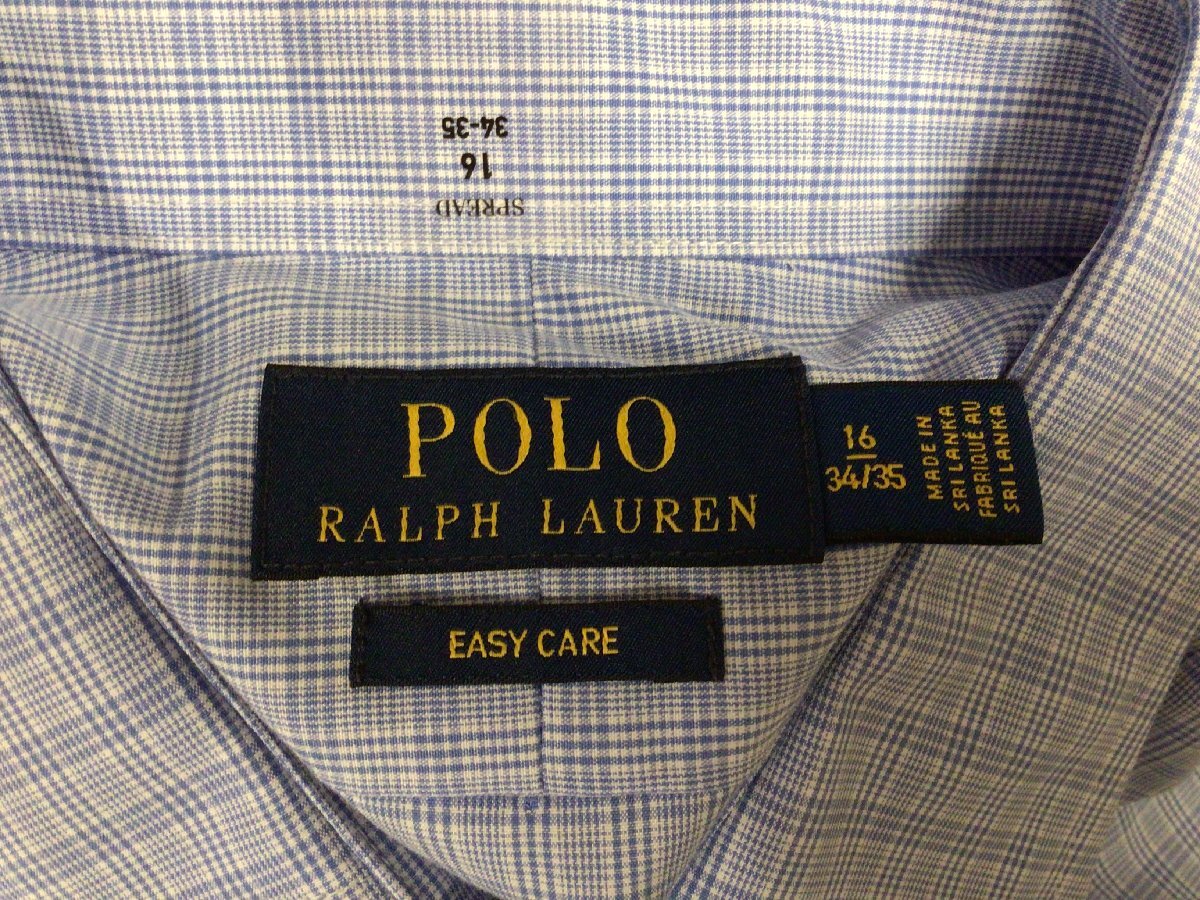 34-35
16
SPREAD
POLO
RALPH LAUREN
16
34/35
MADE IN
SRI LANKA
FABRIQUÉ AU
SRI LANKA
EASY CARE